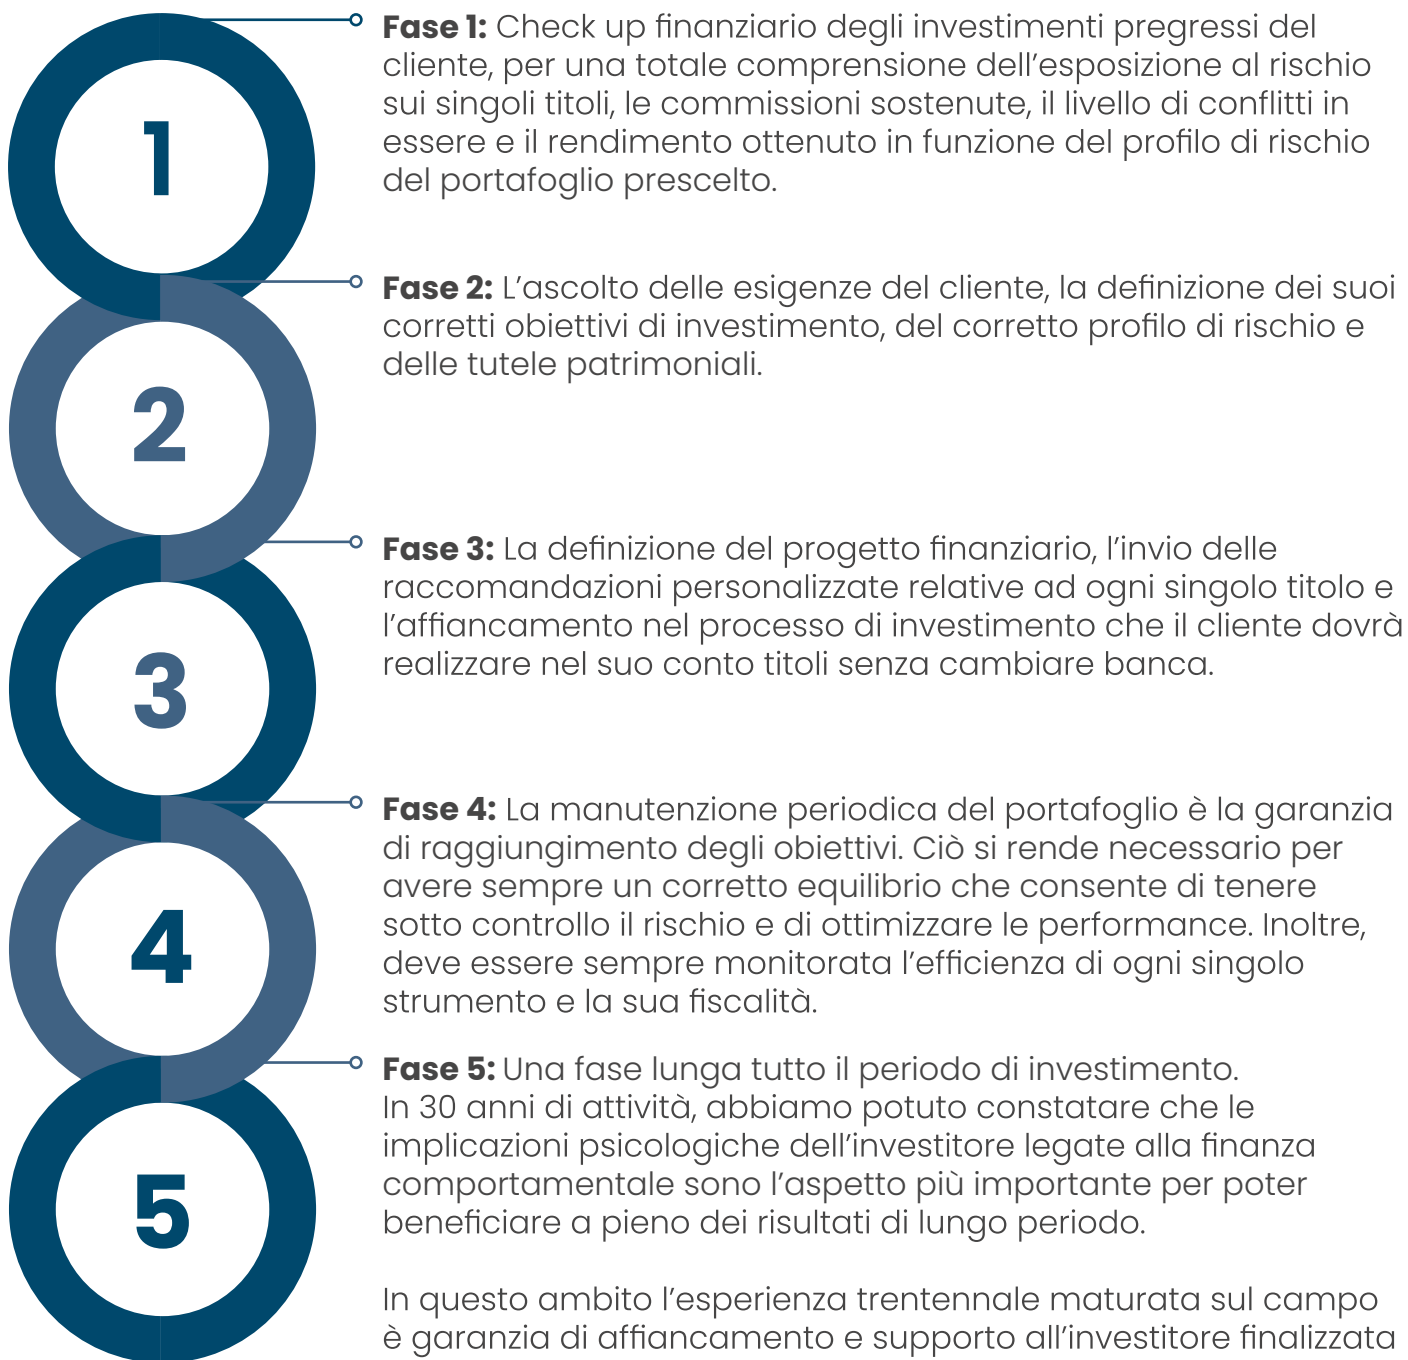 1
Fase 1: Check up finanziario degli investimenti pregressi del
cliente, per una totale comprensione dell’esposizione al rischio
sui singoli titoli, le commissioni sostenute, il livello di conflitti in
essere e il rendimento ottenuto in funzione del profilo di rischio
del portafoglio prescelto.
2
Fase 2: L’ascolto delle esigenze del cliente, la definizione dei suoi
corretti obiettivi di investimento, del corretto profilo di rischio e
delle tutele patrimoniali.
3
Fase 3: La definizione del progetto finanziario, l’invio delle
raccomandazioni personalizzate relative ad ogni singolo titolo e
l’affiancamento nel processo di investimento che il cliente dovrà
realizzare nel suo conto titoli senza cambiare banca.
4
Fase 4: La manutenzione periodica del portafoglio è la garanzia
di raggiungimento degli obiettivi. Ciò si rende necessario per
avere sempre un corretto equilibrio che consente di tenere
sotto controllo il rischio e di ottimizzare le performance. Inoltre,
deve essere sempre monitorata l’efficienza di ogni singolo
strumento e la sua fiscalità.
5
Fase 5: Una fase lunga tutto il periodo di investimento.
In 30 anni di attività, abbiamo potuto constatare che le
implicazioni psicologiche dell’investitore legate alla finanza
comportamentale sono l’aspetto più importante per poter
beneficiare a pieno dei risultati di lungo periodo.
In questo ambito l’esperienza trentennale maturata sul campo
è garanzia di affiancamento e supporto all’investitore finalizzata